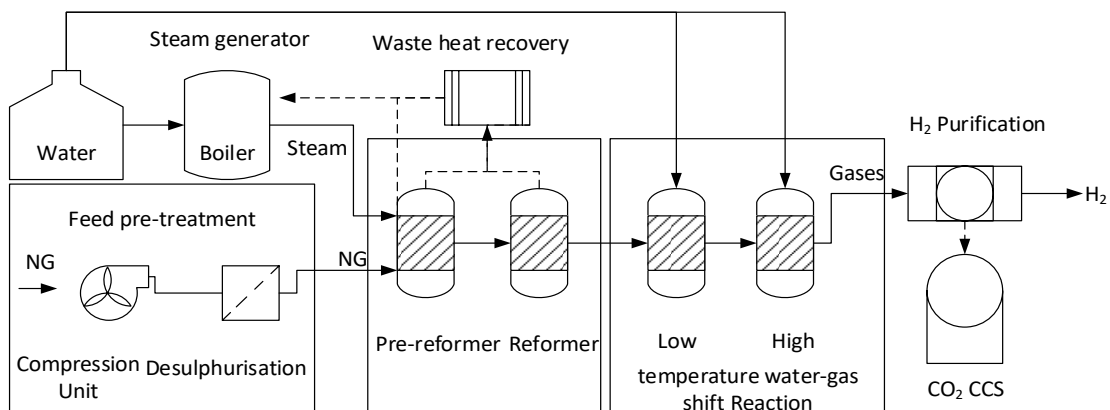 Steam generator
Waste heat recovery
Water
Boiler
Steam
H₂ Purification
Gases
H₂
Feed pre-treatment
NG
NG
Compression
Unit
Desulphurisation
Pre-reformer
Reformer
Low
High
temperature water-gas
shift Reaction
CO₂ CCS